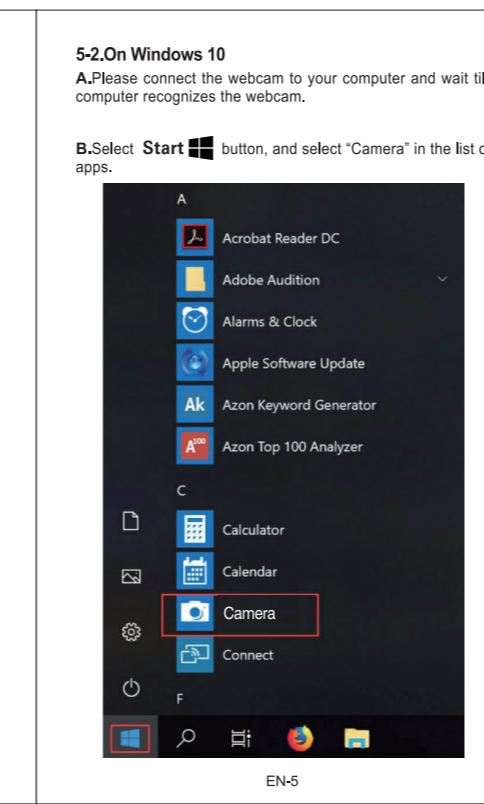 5-2.On Windows 10
A.Please connect the webcam to your computer and wait
computer recognizes the webcam.
B.Select Start button, and select “Camera” in the list
apps.
A
Acrobat Reader DC
Adobe Audition
Alarms & Clock
Apple Software Update
Ak Azon Keyword Generator
A100 Azon Top 100 Analyzer
C
Calculator
Calendar
Camera
Connect
F
EN-5